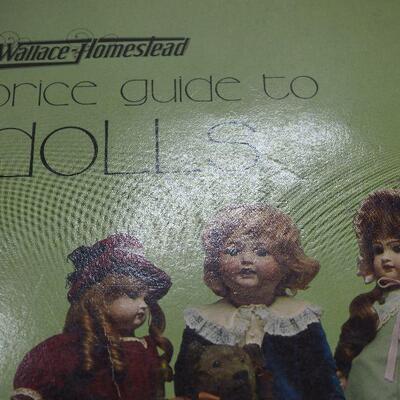 Wallace-Homestead
price guide to
dolls